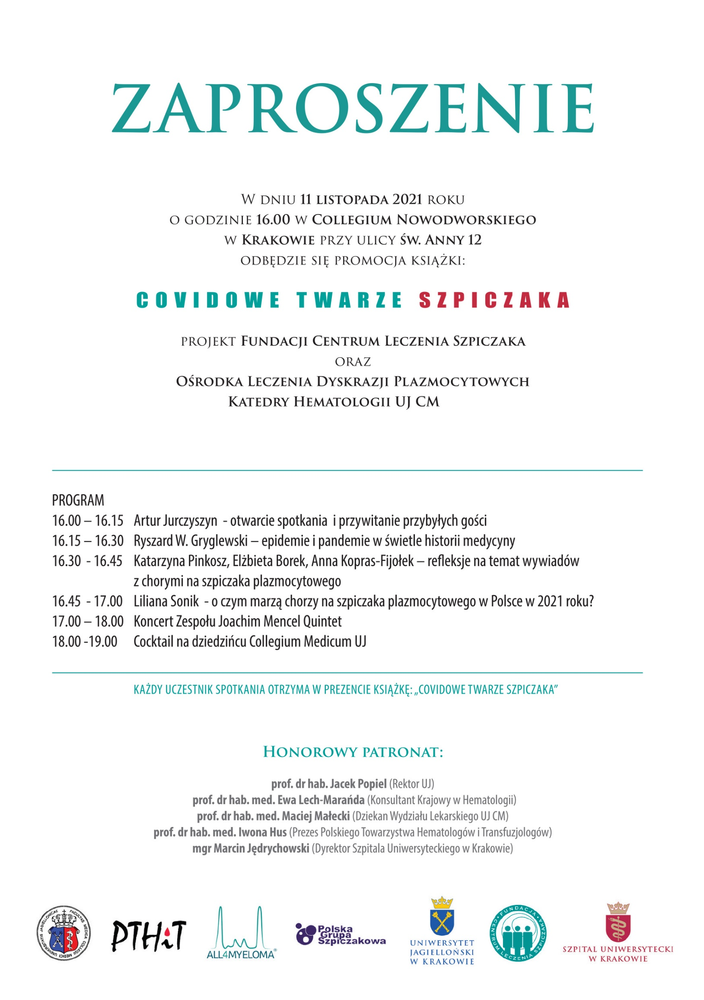 ZAPROSZENIE
W DNIU 11 LISTOPADA 2021 ROKU
O GODZINIE 16.00 W COLLEGIUM NOWODWORSKIEGO
W KRAKOWIE PRZY ULICY ŚW. ANNY 12
ODBĘDZIE SIĘ PROMOCJA KSIĄŻKI:
COVIDOWE TWARZE SZPICZAKA
PROJEKT FUNDACJI CENTRUM LECZENIA SZPICZAKA
ORAZ
OŚRODKA LECZENIA DYSKRAZJI PLAZMOCYTOWYCH
KATEDRY HEMATOLOGII UJ CM
PROGRAM
16.00 – 16.15 Artur Jurczyszyn - otwarcie spotkania i przywitanie przybyłych gości
16.15 – 16.30 Ryszard W. Gryglewski – epidemie i pandemie w świetle historii medycyny
16.30 - 16.45 Katarzyna Pinkosz, Elżbieta Borek, Anna Kopras-Fijołek – refleksje na temat wywiadów
z chorymi na szpiczaka plazmocytowego
16.45 - 17.00 Liliana Sonik - o czym marzą chorzy na szpiczaka plazmocytowego w Polsce w 2021 roku?
17.00 – 18.00 Koncert Zespołu Joachim Mencel Quintet
18.00 -19.00 Cocktail na dziedzińcu Collegium Medicum UJ
KAŻDY UCZESTNIK SPOTKANIA OTRZYMA W PREZENCIE KSIĄŻKĘ: „COVIDOWE TWARZE SZPICZAKA”
HONOROWY PATRONAT:
prof. dr hab. Jacek Popiel (Rektor UJ)
prof. dr hab. med. Ewa Lech-Marańda (Konsultant Krajowy w Hematologii)
prof. dr hab. med. Maciej Małecki (Dziekan Wydziału Lekarskiego UJ CM)
prof. dr hab. med. Iwona Hus (Prezes Polskiego Towarzystwa Hematologów i Transfuzjologów)
mgr Marcin Jędrychowski (Dyrektor Szpitala Uniwersyteckiego w Krakowie)
UNIVERSITATIS JAGIELLONICAE FACULTAS MEDICA COLLEGII MEDICI
PTHiT
ALL4MYELOMA®
Polska
Grupa
Szpiczakowa
UNIWERSYTET
JAGIELLOŃSKI
W KRAKOWIE
FUNDACJA CENTRUM LECZENIA SZPICZAKA
SZPITAL UNIWERSYTECKI
W KRAKOWIE